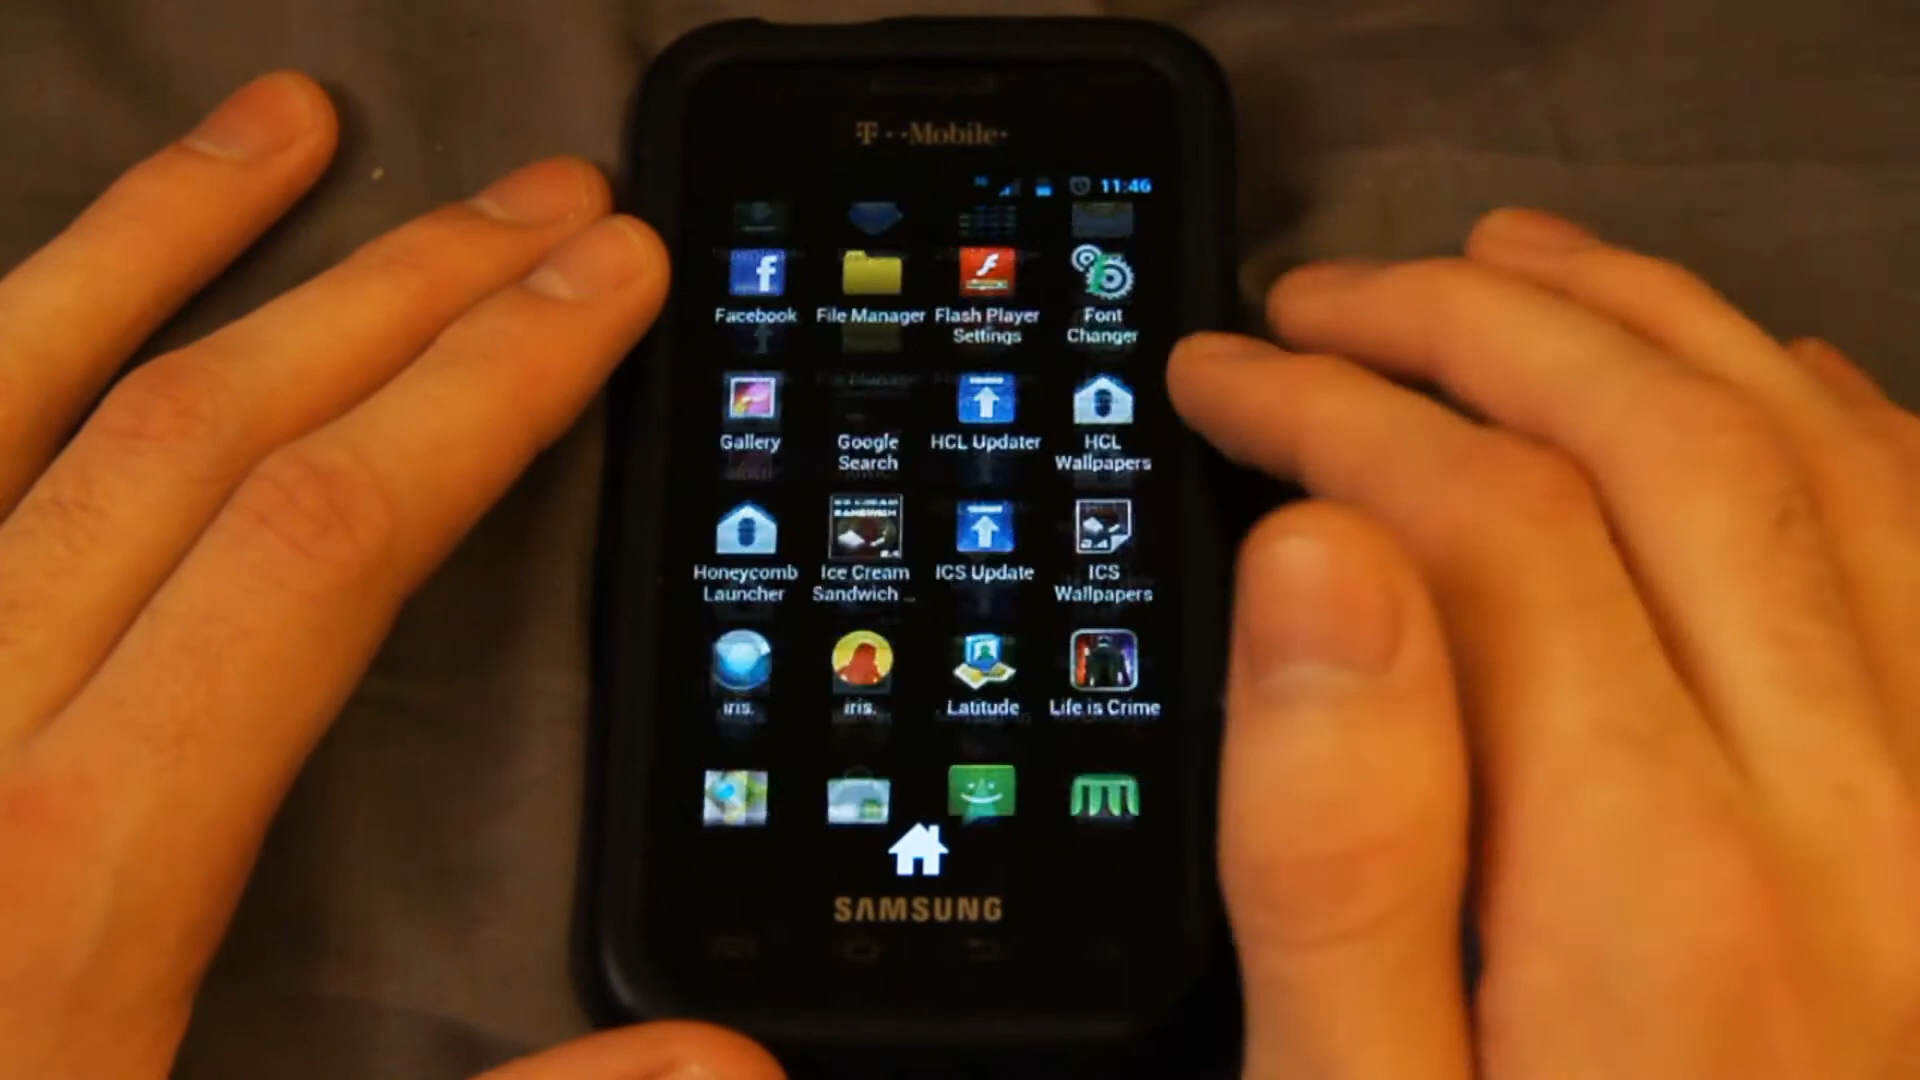 T··Mobile·
11:46
Facebook
File Manager
Flash Player
Settings
Font
Changer
Gallery
Google
Search
HCL Updater
HCL
Wallpapers
Honeycomb
Launcher
Ice Cream
Sandwich ...
ICS Update
ICS
Wallpapers
iris.
iris.
Latitude
Life is Crime
SAMSUNG